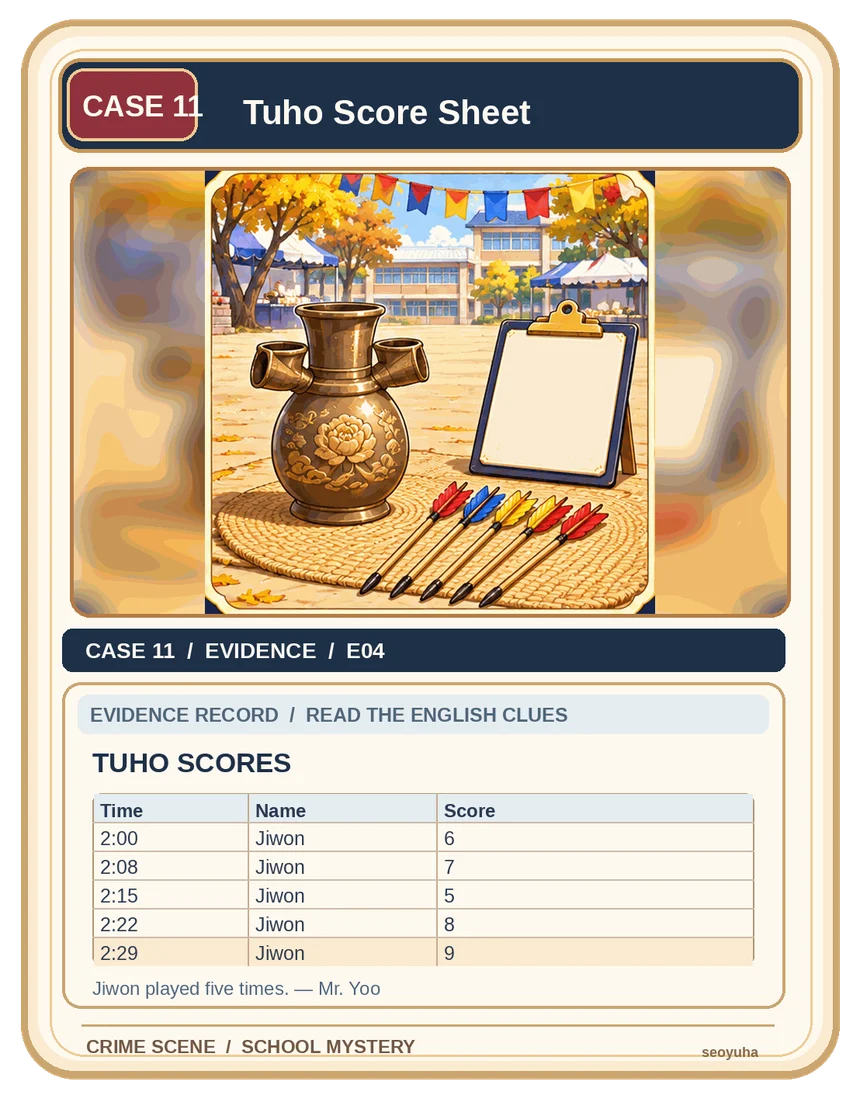 CASE 11
Tuho Score Sheet
CASE 11 / EVIDENCE / E04
EVIDENCE RECORD / READ THE ENGLISH CLUES
TUHO SCORES
Time Name Score
2:00 Jiwon 6
2:08 Jiwon 7
2:15 Jiwon 5
2:22 Jiwon 8
2:29 Jiwon 9
Jiwon played five times. — Mr. Yoo
CRIME SCENE / SCHOOL MYSTERY
seoyuha